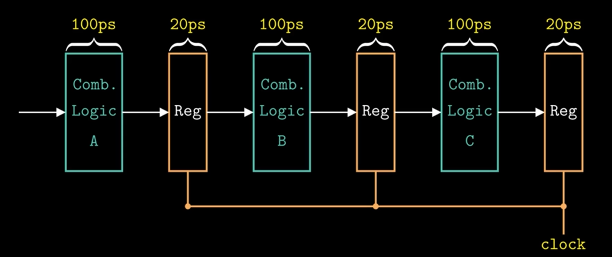 100ps 20ps 100ps 20ps 100ps 20ps
Comb.
Logic
A
Reg
Comb.
Logic
B
Reg
Comb.
Logic
C
Reg
clock